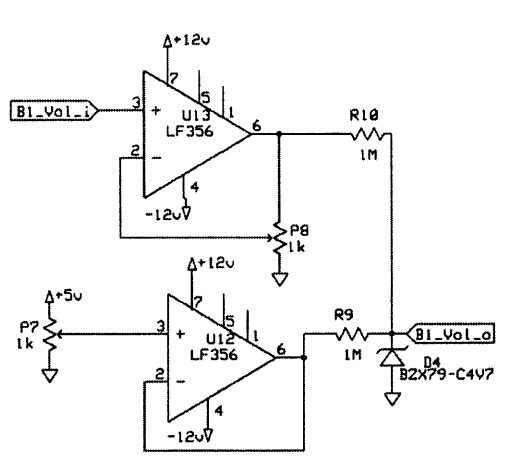 +12v
7
B1_Vol_i
3
+
5
U13
1
LF356
6
2
-
4
-12v
R10
1M
P8
1k
+12v
+5v
7
P7
1k
3
+
5
U12
1
LF356
6
2
-
4
-12v
R9
1M
B1_Vol_o
D4
BZX79-C4V7